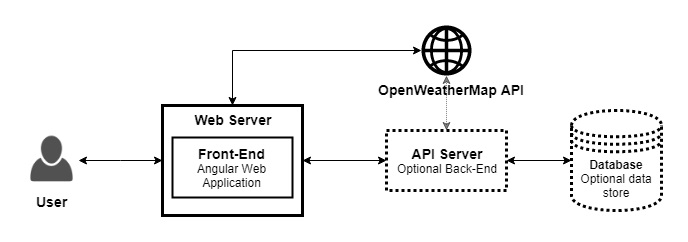 OpenWeatherMap API
Web Server
Front-End
Angular Web
Application
API Server
Optional Back-End
Database
Optional data
store
User